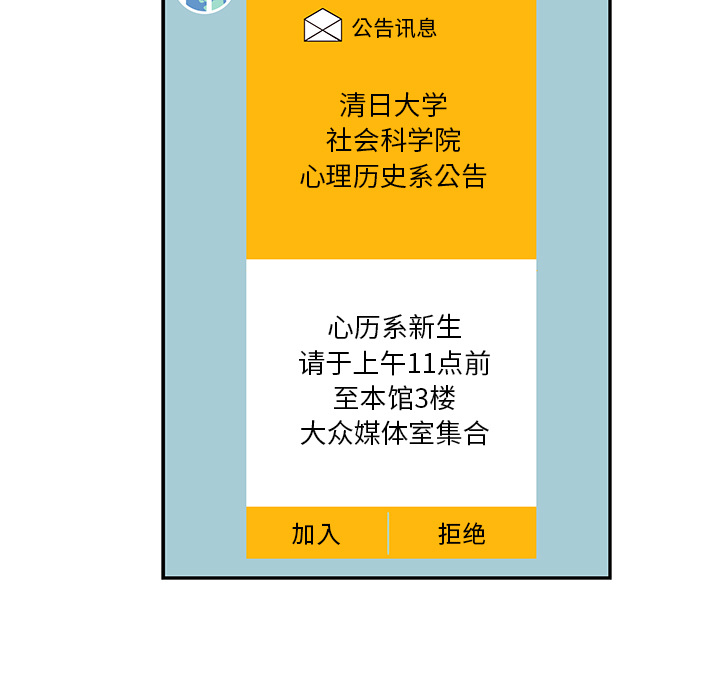 公告讯息
清日大学
社会科学院
心理历史系公告
心历系新生
请于上午11点前
至本馆3楼
大众媒体室集合
加入
拒绝